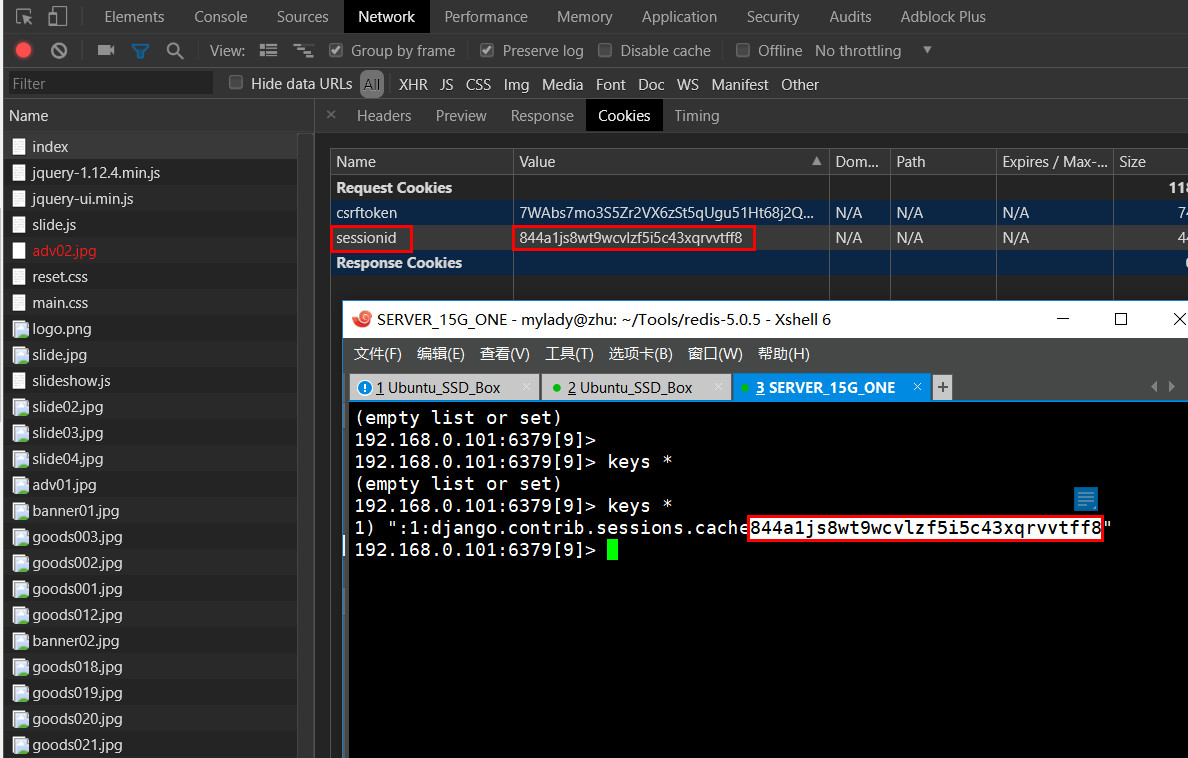 Elements Console Sources Network Performance Memory Application Security Audits Adblock Plus
View: Group by frame Preserve log Disable cache Offline No throttling
Filter Hide data URLs All XHR JS CSS Img Media Font Doc WS Manifest Other
Name
index
jquery-1.12.4.min.js
jquery-ui.min.js
slide.js
adv02.jpg
reset.css
main.css
logo.png
slide.jpg
slideshow.js
slide02.jpg
slide03.jpg
slide04.jpg
adv01.jpg
banner01.jpg
goods003.jpg
goods002.jpg
goods001.jpg
goods012.jpg
banner02.jpg
goods018.jpg
goods019.jpg
goods020.jpg
goods021.jpg
Headers Preview Response Cookies Timing
Name Value Dom... Path Expires / Max-... Size
Request Cookies 118
csrftoken 7WAbs7mo3S5Zr2VX6zSt5qUgu51Ht68j2Q... N/A N/A N/A 74
sessionid 844a1js8wt9wcvlzf5i5c43xqrvvtff8 N/A N/A N/A 44
Response Cookies
SERVER_15G_ONE - mylady@zhu: ~/Tools/redis-5.0.5 - Xshell 6
文件(F) 编辑(E) 查看(V) 工具(T) 选项卡(B) 窗口(W) 帮助(H)
1 Ubuntu_SSD_Box 2 Ubuntu_SSD_Box 3 SERVER_15G_ONE
(empty list or set)
192.168.0.101:6379[9]>
192.168.0.101:6379[9]> keys *
(empty list or set)
192.168.0.101:6379[9]> keys *
1) ":1:django.contrib.sessions.cache844a1js8wt9wcvlzf5i5c43xqrvvtff8"
192.168.0.101:6379[9]>